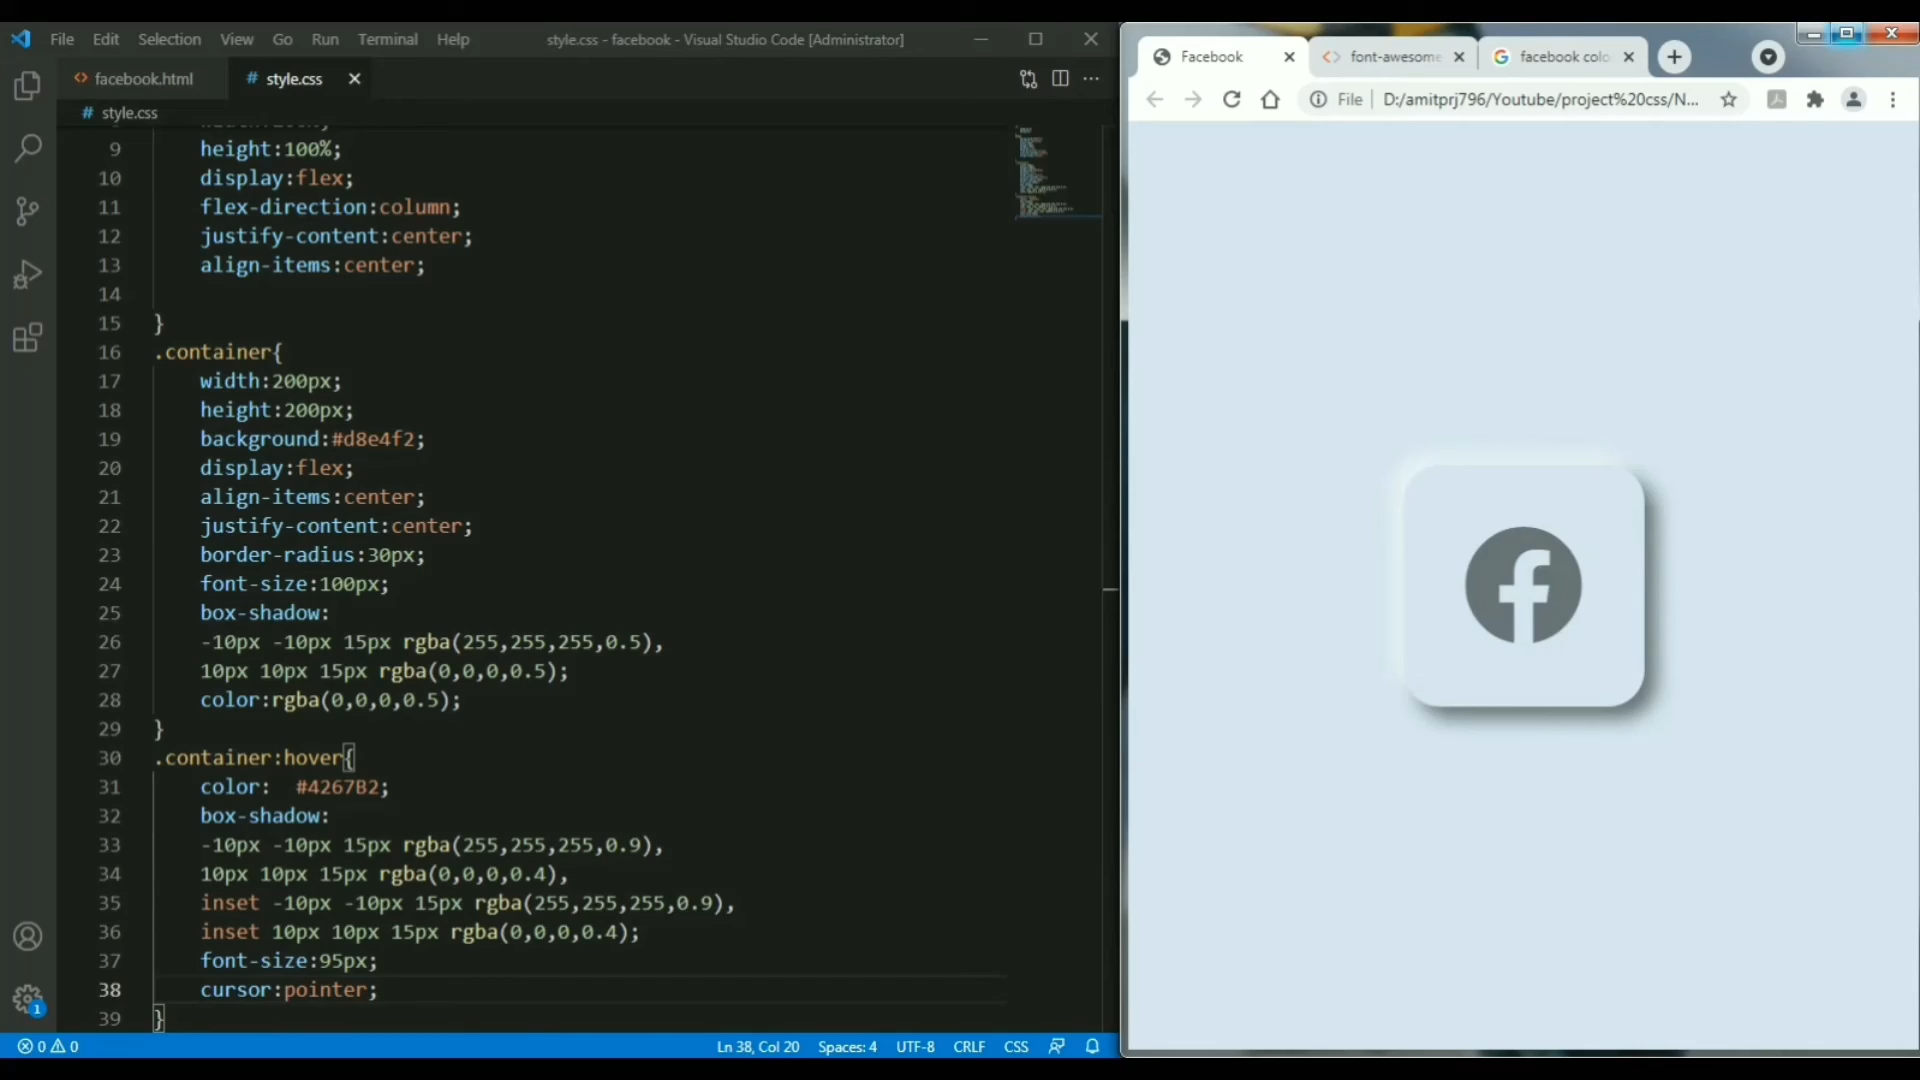 File Edit Selection View Go Run Terminal Help style.css - facebook - Visual Studio Code [Administrator]
facebook.html
# style.css
# style.css
9 height:100%;
10 display:flex;
11 flex-direction:column;
12 justify-content:center;
13 align-items:center;
14
15 }
16 .container{
17 width:200px;
18 height:200px;
19 background:#d8e4f2;
20 display:flex;
21 align-items:center;
22 justify-content:center;
23 border-radius:30px;
24 font-size:100px;
25 box-shadow:
26 -10px -10px 15px rgba(255,255,255,0.5),
27 10px 10px 15px rgba(0,0,0,0.5);
28 color:rgba(0,0,0,0.5);
29 }
30 .container:hover{
31 color:  #4267B2;
32 box-shadow:
33 -10px -10px 15px rgba(255,255,255,0.9),
34 10px 10px 15px rgba(0,0,0,0.4),
35 inset -10px -10px 15px rgba(255,255,255,0.9),
36 inset 10px 10px 15px rgba(0,0,0,0.4);
37 font-size:95px;
38 cursor:pointer;
39 }
1
0 0 Ln 38, Col 20 Spaces: 4 UTF-8 CRLF CSS
Facebook font-awesome facebook colo
File D:/amitprj796/Youtube/project%20css/N...